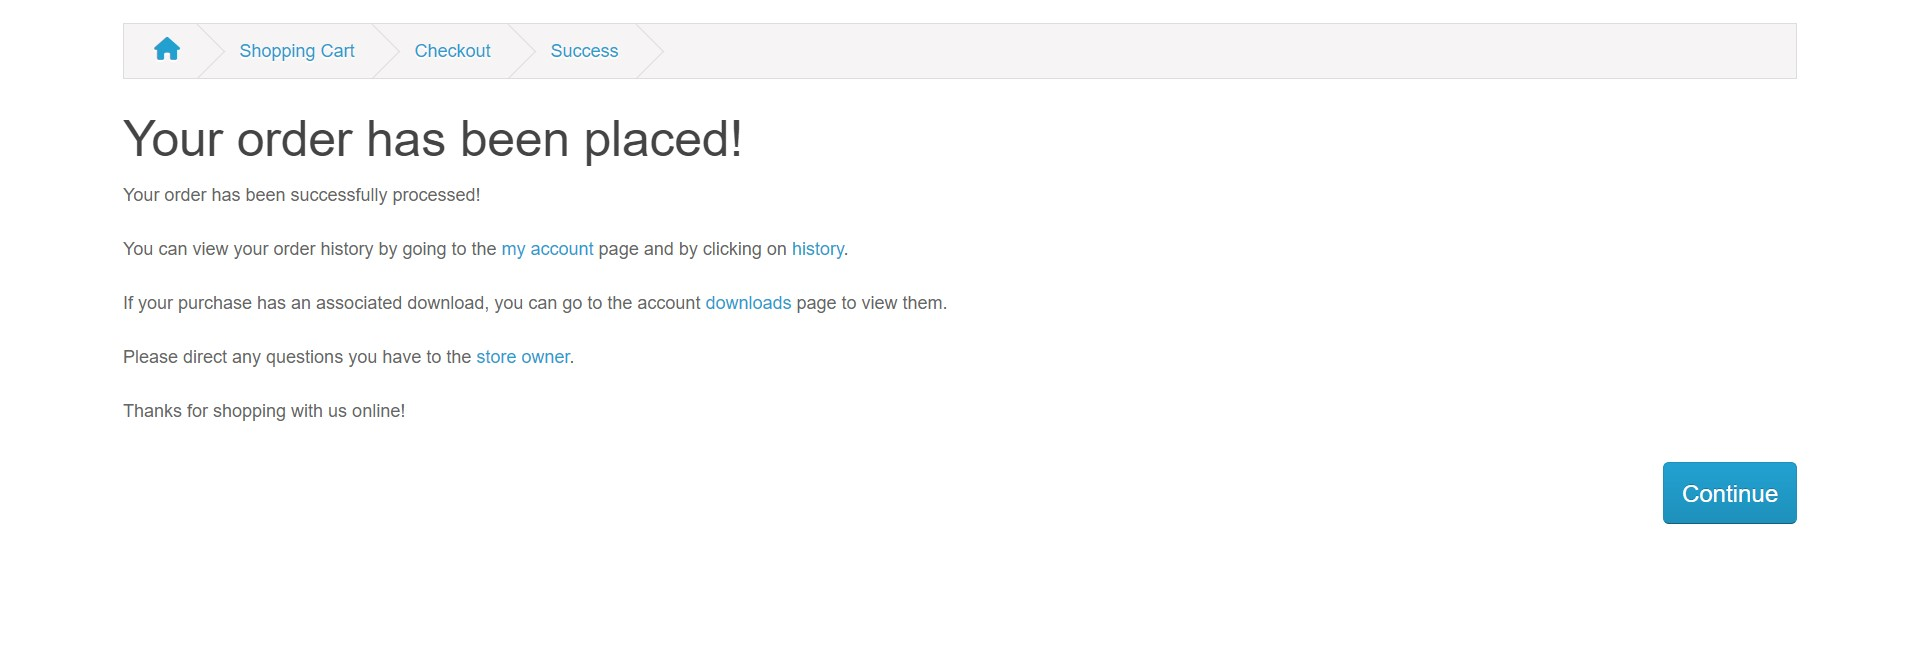 Shopping Cart Checkout Success
Your order has been placed!
Your order has been successfully processed!
You can view your order history by going to the my account page and by clicking on history.
If your purchase has an associated download, you can go to the account downloads page to view them.
Please direct any questions you have to the store owner.
Thanks for shopping with us online!
Continue